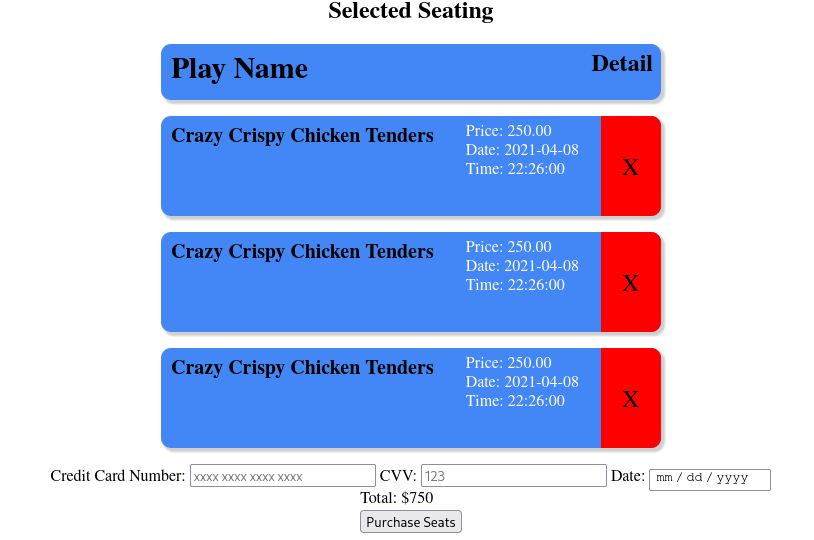 Selected Seating
Play Name Detail
Crazy Crispy Chicken Tenders Price: 250.00
Date: 2021-04-08
Time: 22:26:00
X
Crazy Crispy Chicken Tenders Price: 250.00
Date: 2021-04-08
Time: 22:26:00
X
Crazy Crispy Chicken Tenders Price: 250.00
Date: 2021-04-08
Time: 22:26:00
X
Credit Card Number: xxxx xxxx xxxx xxxx CVV: 123 Date: mm / dd / yyyy
Total: $750
Purchase Seats